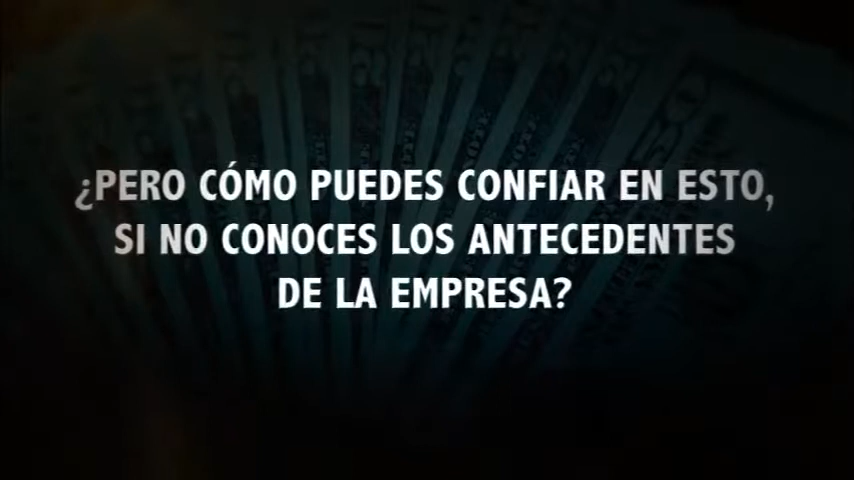 ¿PERO CÓMO PUEDES CONFIAR EN ESTO,
SI NO CONOCES LOS ANTECEDENTES
DE LA EMPRESA?